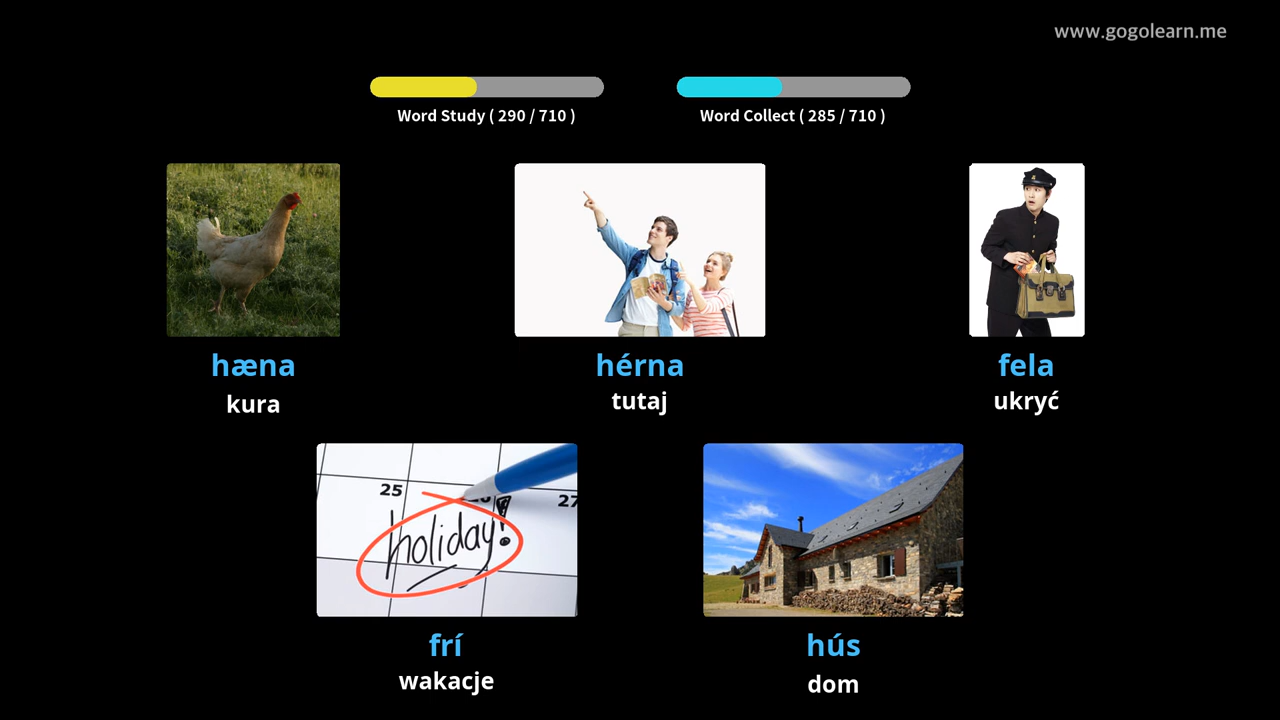 www.gogolearn.me
Word Study ( 290 / 710 )
Word Collect ( 285 / 710 )
hæna
kura
hérna
tutaj
fela
ukryć
25
27
holiday!
frí
wakacje
hús
dom